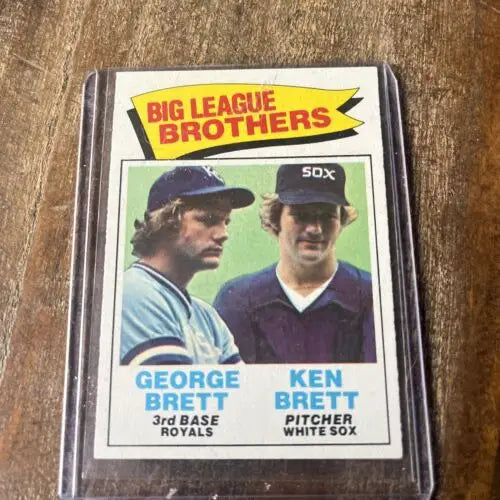 BIG LEAGUE
BROTHERS
SOX
GEORGE
BRETT
3rd BASE
ROYALS
KEN
BRETT
PITCHER
WHITE SOX